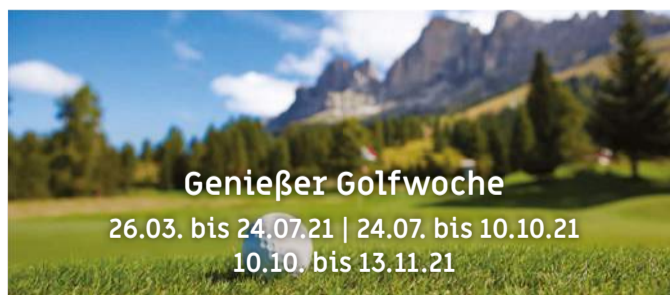 Genießer Golfwoche
26.03. bis 24.07.21 | 24.07. bis 10.10.21
10.10. bis 13.11.21